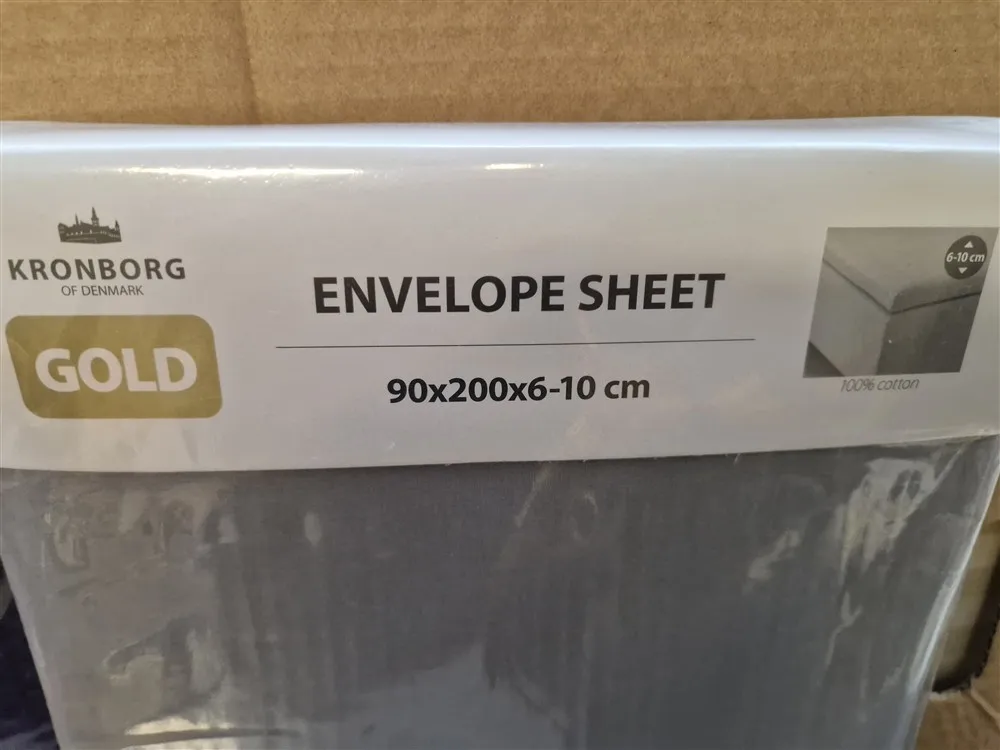 KRONBORG
OF DENMARK
GOLD
ENVELOPE SHEET
90x200x6-10 cm
6-10 cm
100% cotton